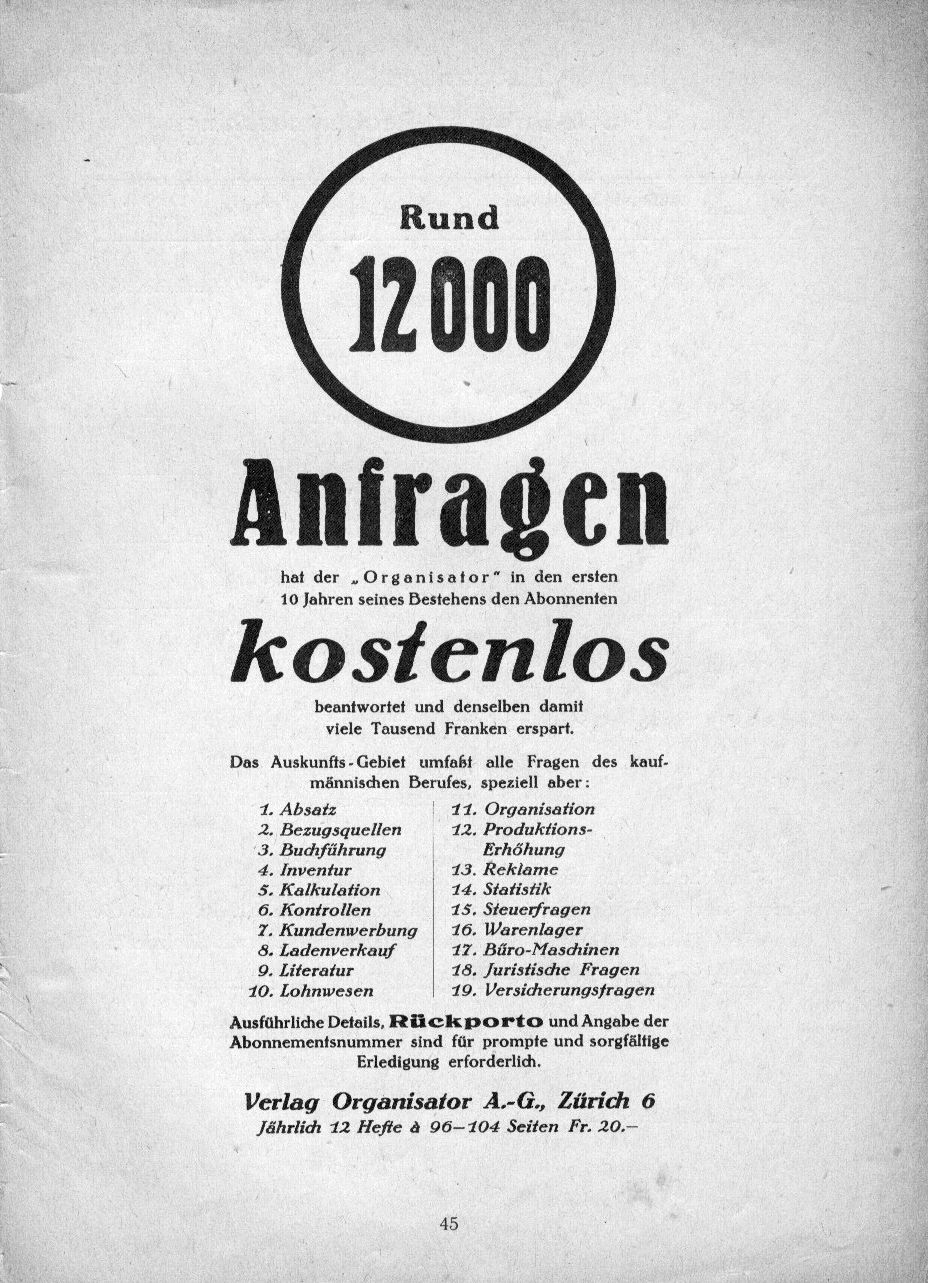 Rund
12000
Anfragen
hat der „Organisator" in den ersten
10 Jahren seines Bestehens den Abonnenten
kostenlos
beantwortet und denselben damit
viele Tausend Franken erspart.
Das Auskunfts-Gebiet umfaßt alle Fragen des kauf-
männischen Berufes, speziell aber:
1. Absatz
2. Bezugsquellen
3. Buchführung
4. Inventur
5. Kalkulation
6. Kontrollen
7. Kundenwerbung
8. Ladenverkauf
9. Literatur
10. Lohnwesen
11. Organisation
12. Produktions-
Erhöhung
13. Reklame
14. Statistik
15. Steuerfragen
16. Warenlager
17. Büro-Maschinen
18. Juristische Fragen
19. Versicherungsfragen
Ausführliche Details, Rückporto und Angabe der
Abonnementsnummer sind für prompte und sorgfältige
Erledigung erforderlich.
Verlag Organisator A.-G., Zürich 6
Jährlich 12 Hefte à 96—104 Seiten Fr. 20.—
45